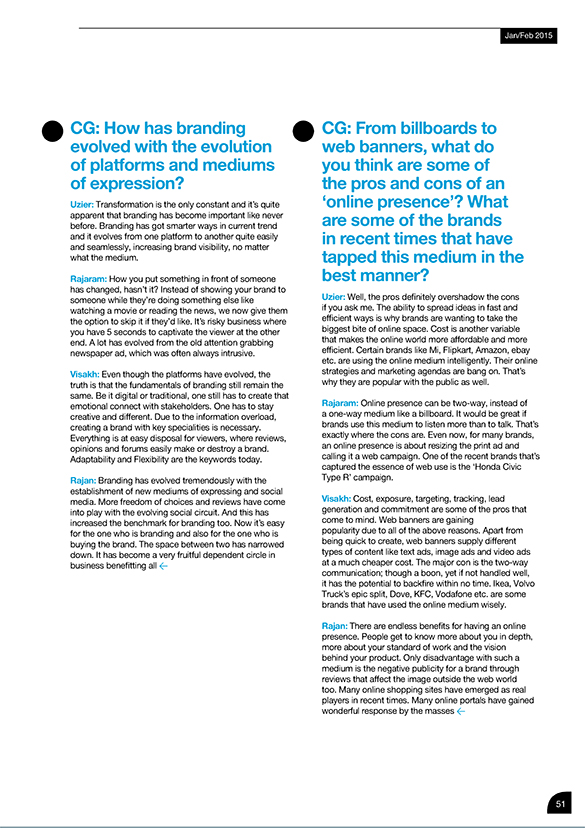 Jan/Feb 2015
CG: How has branding
evolved with the evolution
of platforms and mediums
of expression?
Uzier: Transformation is the only constant and it's quite
apparent that branding has become important like never
before. Branding has got smarter ways in current trend
and it evolves from one platform to another quite easily
and seamlessly, increasing brand visibility, no matter
what the medium.
Rajaram: How you put something in front of someone
has changed, hasn't it? Instead of showing your brand to
someone while they're doing something else like
watching a movie or reading the news, we now give them
the option to skip it if they'd like. It's risky business where
you have 5 seconds to captivate the viewer at the other
end. A lot has evolved from the old attention grabbing
newspaper ad, which was often always intrusive.
Visakh: Even though the platforms have evolved, the
truth is that the fundamentals of branding still remain the
same. Be it digital or traditional, one still has to create that
emotional connect with stakeholders. One has to stay
creative and different. Due to the information overload,
creating a brand with key specialities is necessary.
Everything is at easy disposal for viewers, where reviews,
opinions and forums easily make or destroy a brand.
Adaptability and Flexibility are the keywords today.
Rajan: Branding has evolved tremendously with the
establishment of new mediums of expressing and social
media. More freedom of choices and reviews have come
into play with the evolving social circuit. And this has
increased the benchmark for branding too. Now it's easy
for the one who is branding and also for the one who is
buying the brand. The space between two has narrowed
down. It has become a very fruitful dependent circle in
business benefitting all ←
CG: From billboards to
web banners, what do
you think are some of
the pros and cons of an
‘online presence’? What
are some of the brands
in recent times that have
tapped this medium in the
best manner?
Uzier: Well, the pros definitely overshadow the cons
if you ask me. The ability to spread ideas in fast and
efficient ways is why brands are wanting to take the
biggest bite of online space. Cost is another variable
that makes the online world more affordable and more
efficient. Certain brands like Mi, Flipkart, Amazon, ebay
etc. are using the online medium intelligently. Their online
strategies and marketing agendas are bang on. That's
why they are popular with the public as well.
Rajaram: Online presence can be two-way, instead of
a one-way medium like a billboard. It would be great if
brands use this medium to listen more than to talk. That's
exactly where the cons are. Even now, for many brands,
an online presence is about resizing the print ad and
calling it a web campaign. One of the recent brands that's
captured the essence of web use is the ‘Honda Civic
Type R’ campaign.
Visakh: Cost, exposure, targeting, tracking, lead
generation and commitment are some of the pros that
come to mind. Web banners are gaining
popularity due to all of the above reasons. Apart from
being quick to create, web banners supply different
types of content like text ads, image ads and video ads
at a much cheaper cost. The major con is the two-way
communication; though a boon, yet if not handled well,
it has the potential to backfire within no time. Ikea, Volvo
Truck's epic split, Dove, KFC, Vodafone etc. are some
brands that have used the online medium wisely.
Rajan: There are endless benefits for having an online
presence. People get to know more about you in depth,
more about your standard of work and the vision
behind your product. Only disadvantage with such a
medium is the negative publicity for a brand through
reviews that affect the image outside the web world
too. Many online shopping sites have emerged as real
players in recent times. Many online portals have gained
wonderful response by the masses ←
51